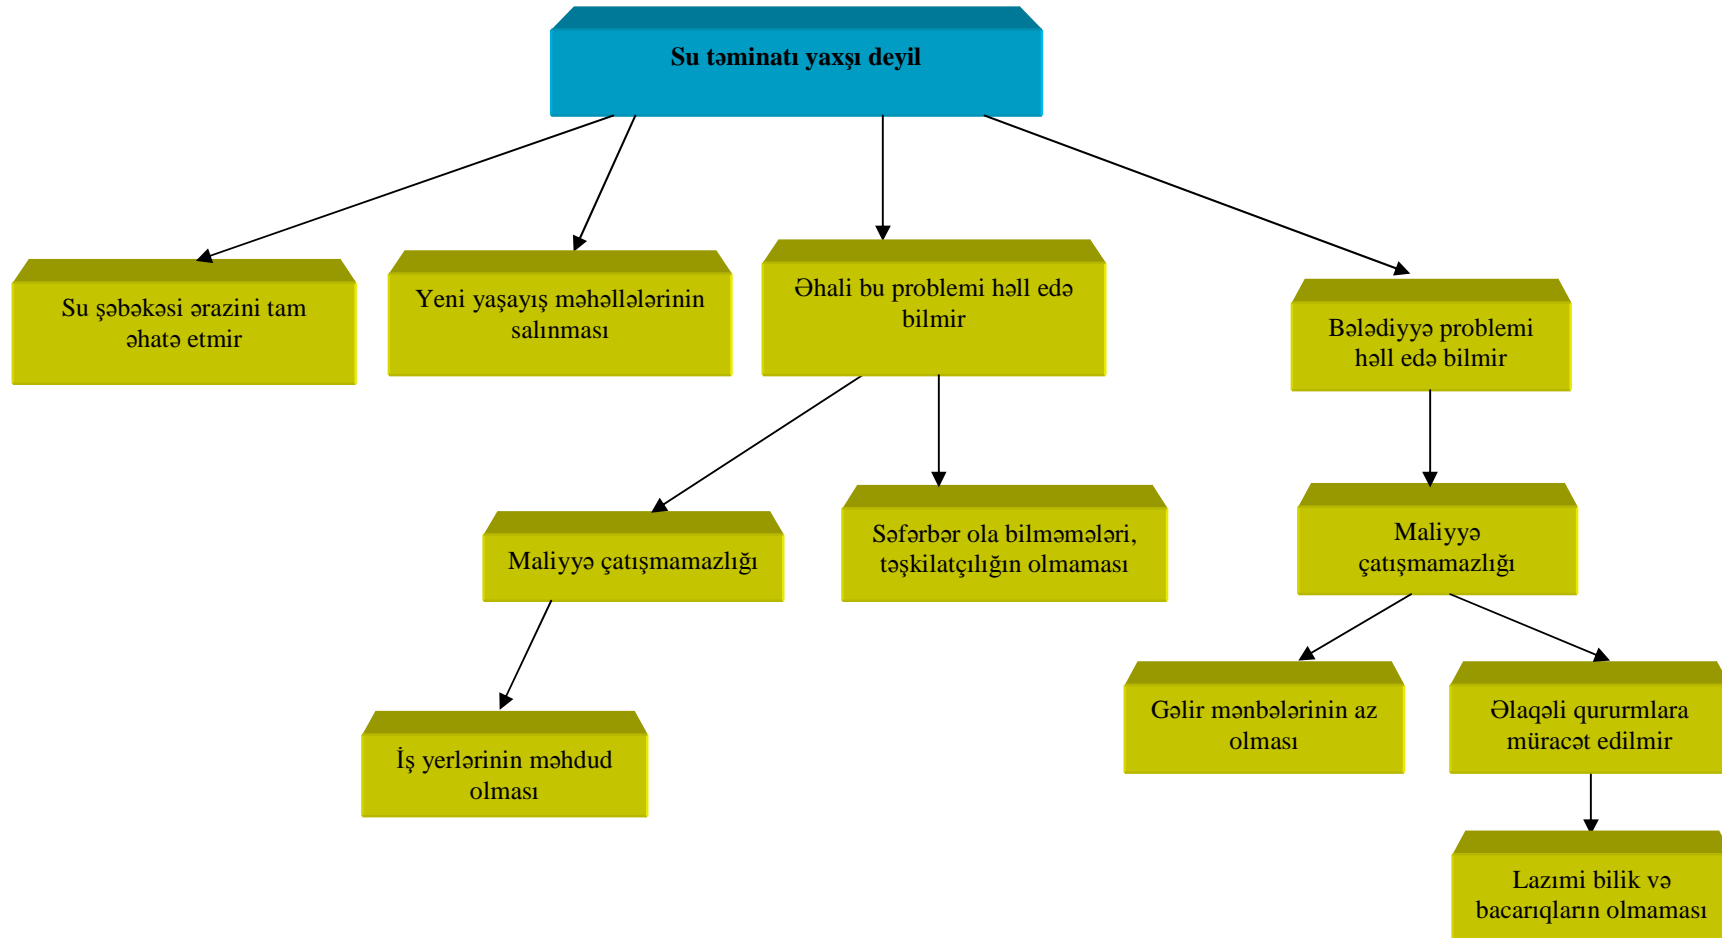 Su təminatı yaxşı deyil
Su şəbəkəsi ərazini tam
əhatə etmir
Yeni yaşayış məhəllələrinin
salınması
Əhali bu problemi həll edə
bilmir
Bələdiyyə problemi
həll edə bilmir
Maliyyə çatışmamazlığı
Səfərbər ola bilməmələri,
təşkilatçılığın olmaması
Maliyyə
çatışmamazlığı
İş yerlərinin məhdud
olması
Gəlir mənbələrinin az
olması
Əlaqəli qururmlara
müracət edilmir
Lazımi bilik və
bacarıqların olmaması